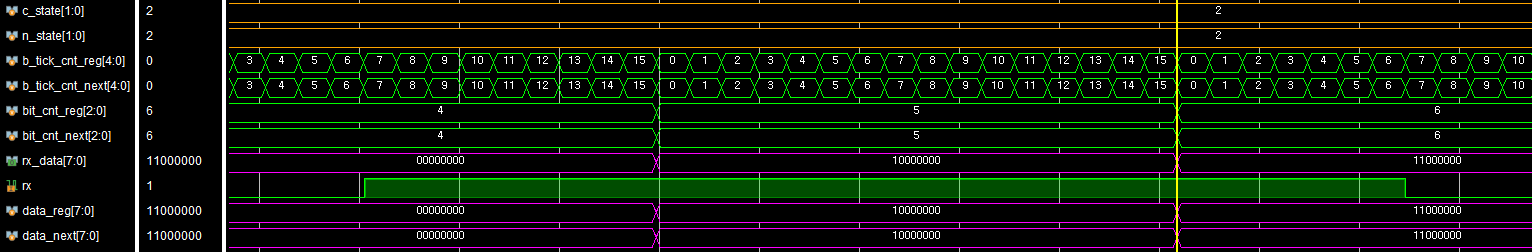 c_state[1:0] 2 2
n_state[1:0] 2 2
b_tick_cnt_reg[4:0] 0 3 4 5 6 7 8 9 10 11 12 13 14 15 0 1 2 3 4 5 6 7 8 9 10 11 12 13 14 15 0 1 2 3 4 5 6 7 8 9 10
b_tick_cnt_next[4:0] 0 3 4 5 6 7 8 9 10 11 12 13 14 15 0 1 2 3 4 5 6 7 8 9 10 11 12 13 14 15 0 1 2 3 4 5 6 7 8 9 10
bit_cnt_reg[2:0] 6 4 5 6
bit_cnt_next[2:0] 6 4 5 6
rx_data[7:0] 11000000 00000000 10000000 11000000
rx 1
data_reg[7:0] 11000000 00000000 10000000 11000000
data_next[7:0] 11000000 00000000 10000000 11000000